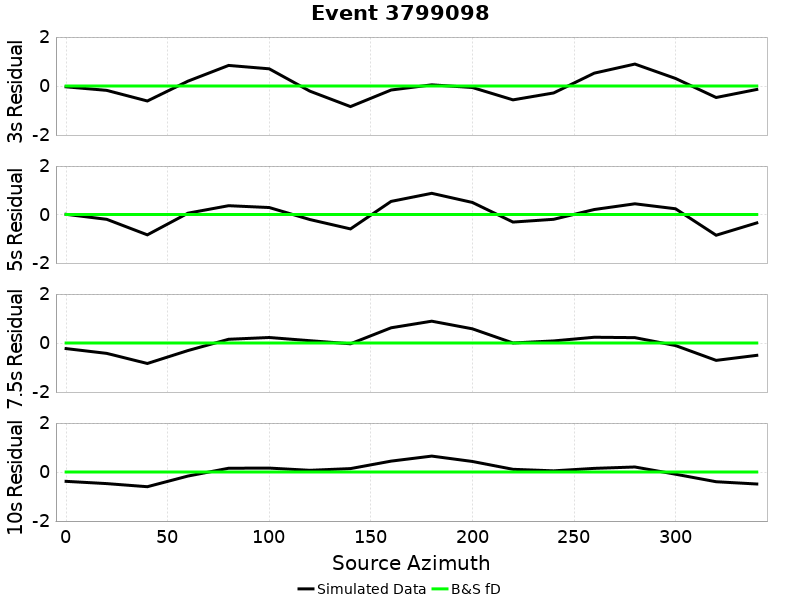 Event 3799098
3s Residual
2
0
-2
5s Residual
2
0
-2
7.5s Residual
2
0
-2
10s Residual
2
0
-2
0 50 100 150 200 250 300
Source Azimuth
Simulated Data B&S fD